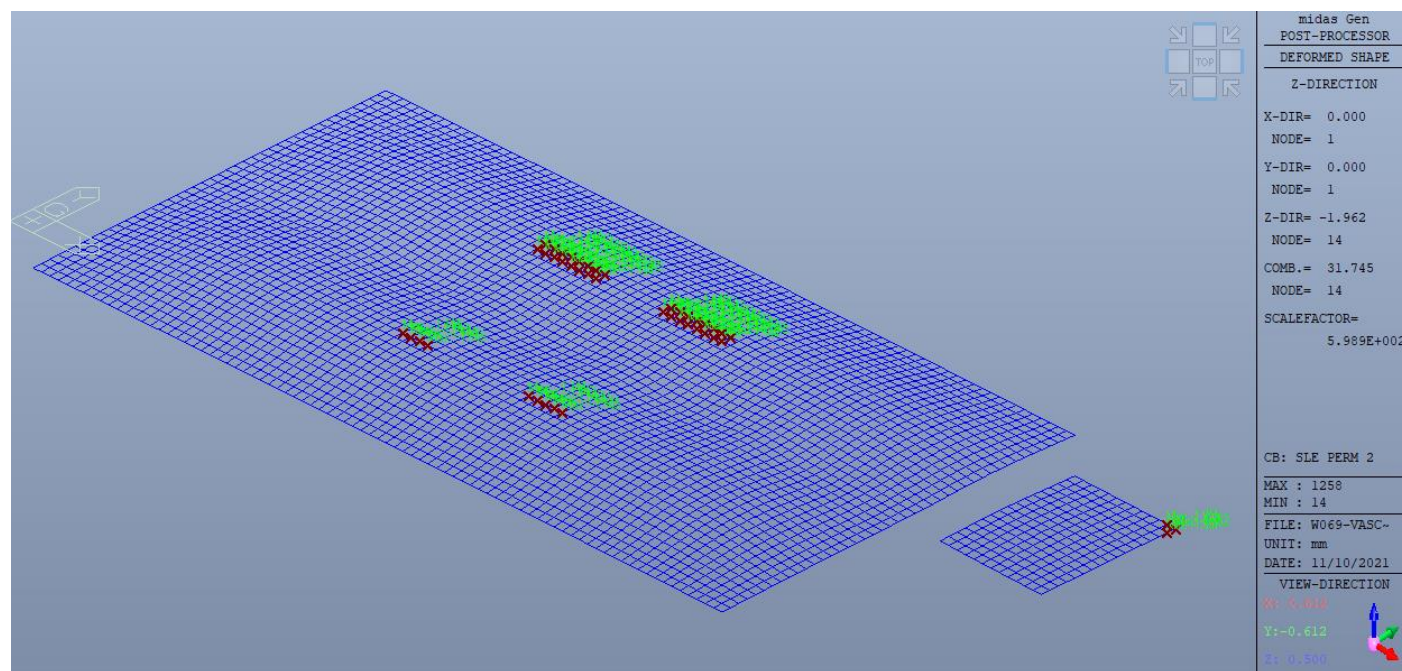 TOP
midas Gen
POST-PROCESSOR
DEFORMED SHAPE
Z-DIRECTION
X-DIR= 0.000
NODE= 1
Y-DIR= 0.000
NODE= 1
Z-DIR= -1.962
NODE= 14
COMB.= 31.745
NODE= 14
SCALEFACTOR=
5.989E+002
CB: SLE PERM 2
MAX : 1258
MIN : 14
FILE: W069-VASC~
UNIT: mm
DATE: 11/10/2021
VIEW-DIRECTION
Y:-0.612
Z: 0.500